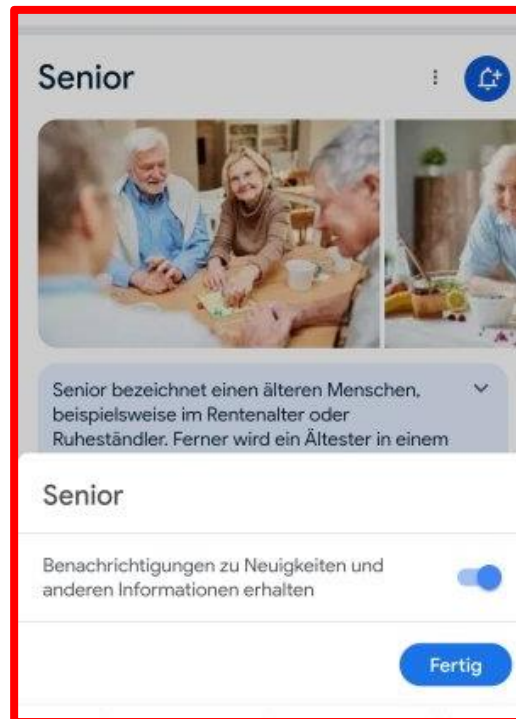 Senior
Senior bezeichnet einen älteren Menschen,
beispielsweise im Rentenalter oder
Ruheständler. Ferner wird ein Ältester in einem
Senior
Benachrichtigungen zu Neuigkeiten und
anderen Informationen erhalten
Fertig